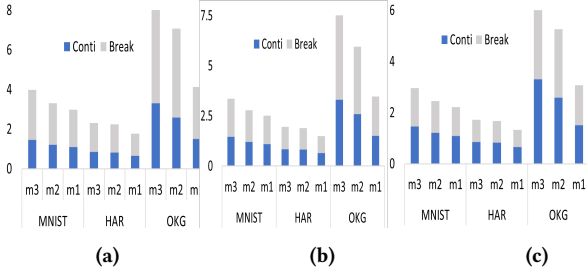 8
6
4
2
0
Conti Break
m3 m2 m1 m3 m2 m1 m3 m2 m1
MNIST HAR OKG
(a)
7.5
5.0
2.5
0.0
Conti Break
m3 m2 m1 m3 m2 m1 m3 m2 m1
MNIST HAR OKG
(b)
6
4
2
0
Conti Break
m3 m2 m1 m3 m2 m1 m3 m2 m1
MNIST HAR OKG
(c)